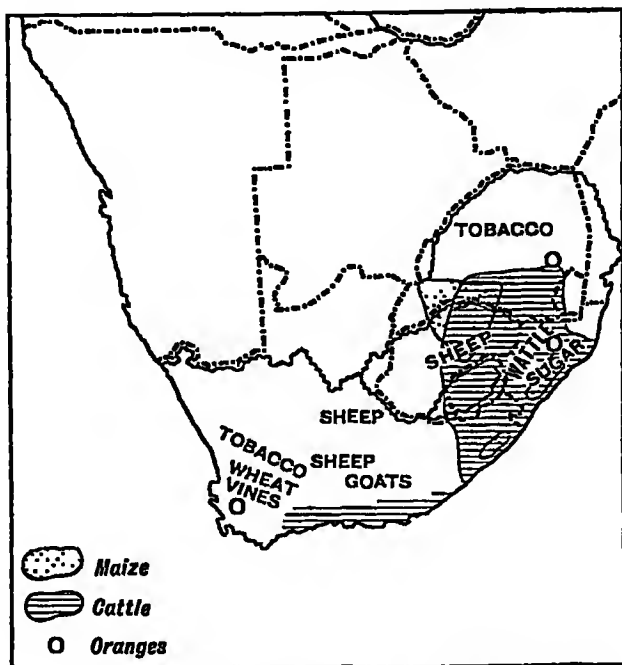 TOBACCO
SHEEP
WATTLE
SUGAR
SHEEP
TOBACCO
SHEEP
WHEAT
GOATS
VINES
Maize
Cattle
Oranges